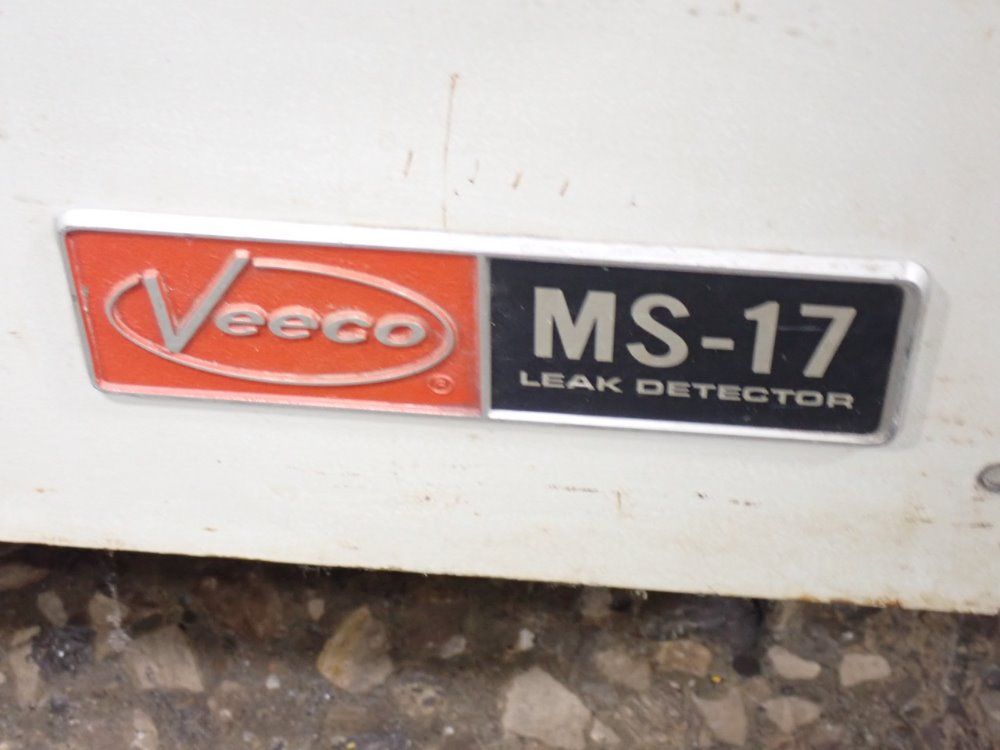 Veeco
®
MS-17
LEAK DETECTOR